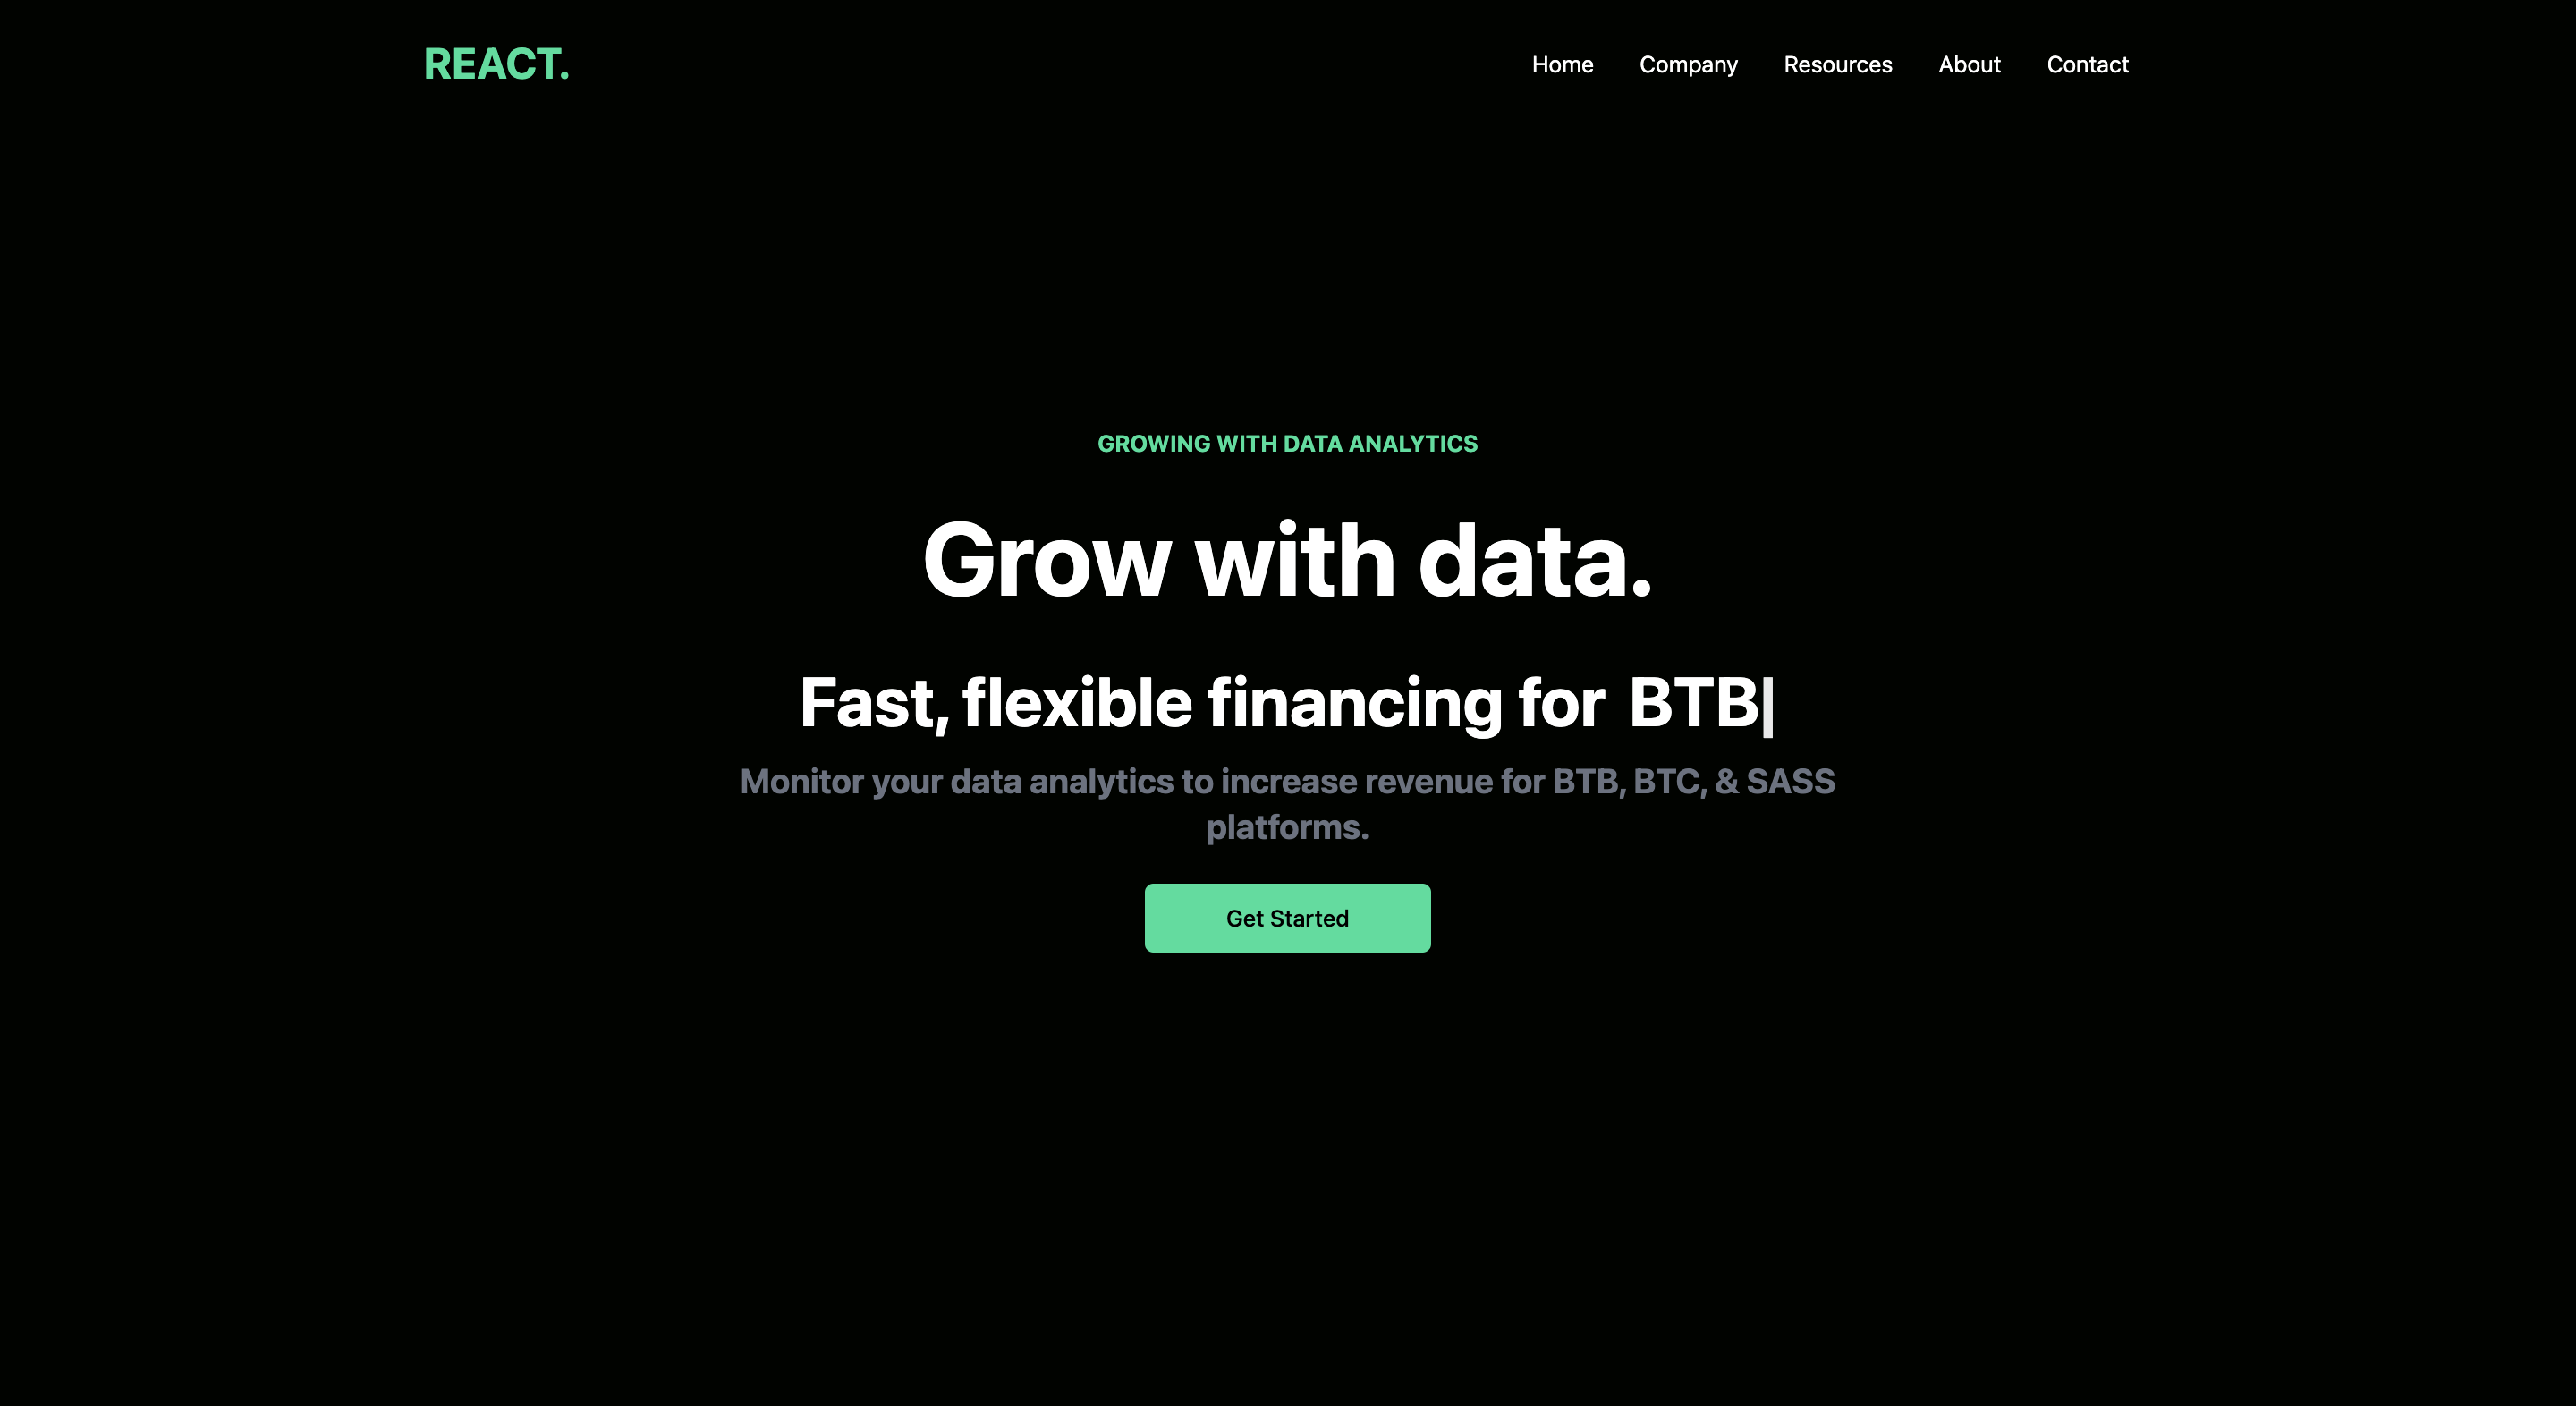 REACT.
Home Company Resources About Contact
GROWING WITH DATA ANALYTICS
Grow with data.
Fast, flexible financing for BTB|
Monitor your data analytics to increase revenue for BTB, BTC, & SASS
platforms.
Get Started